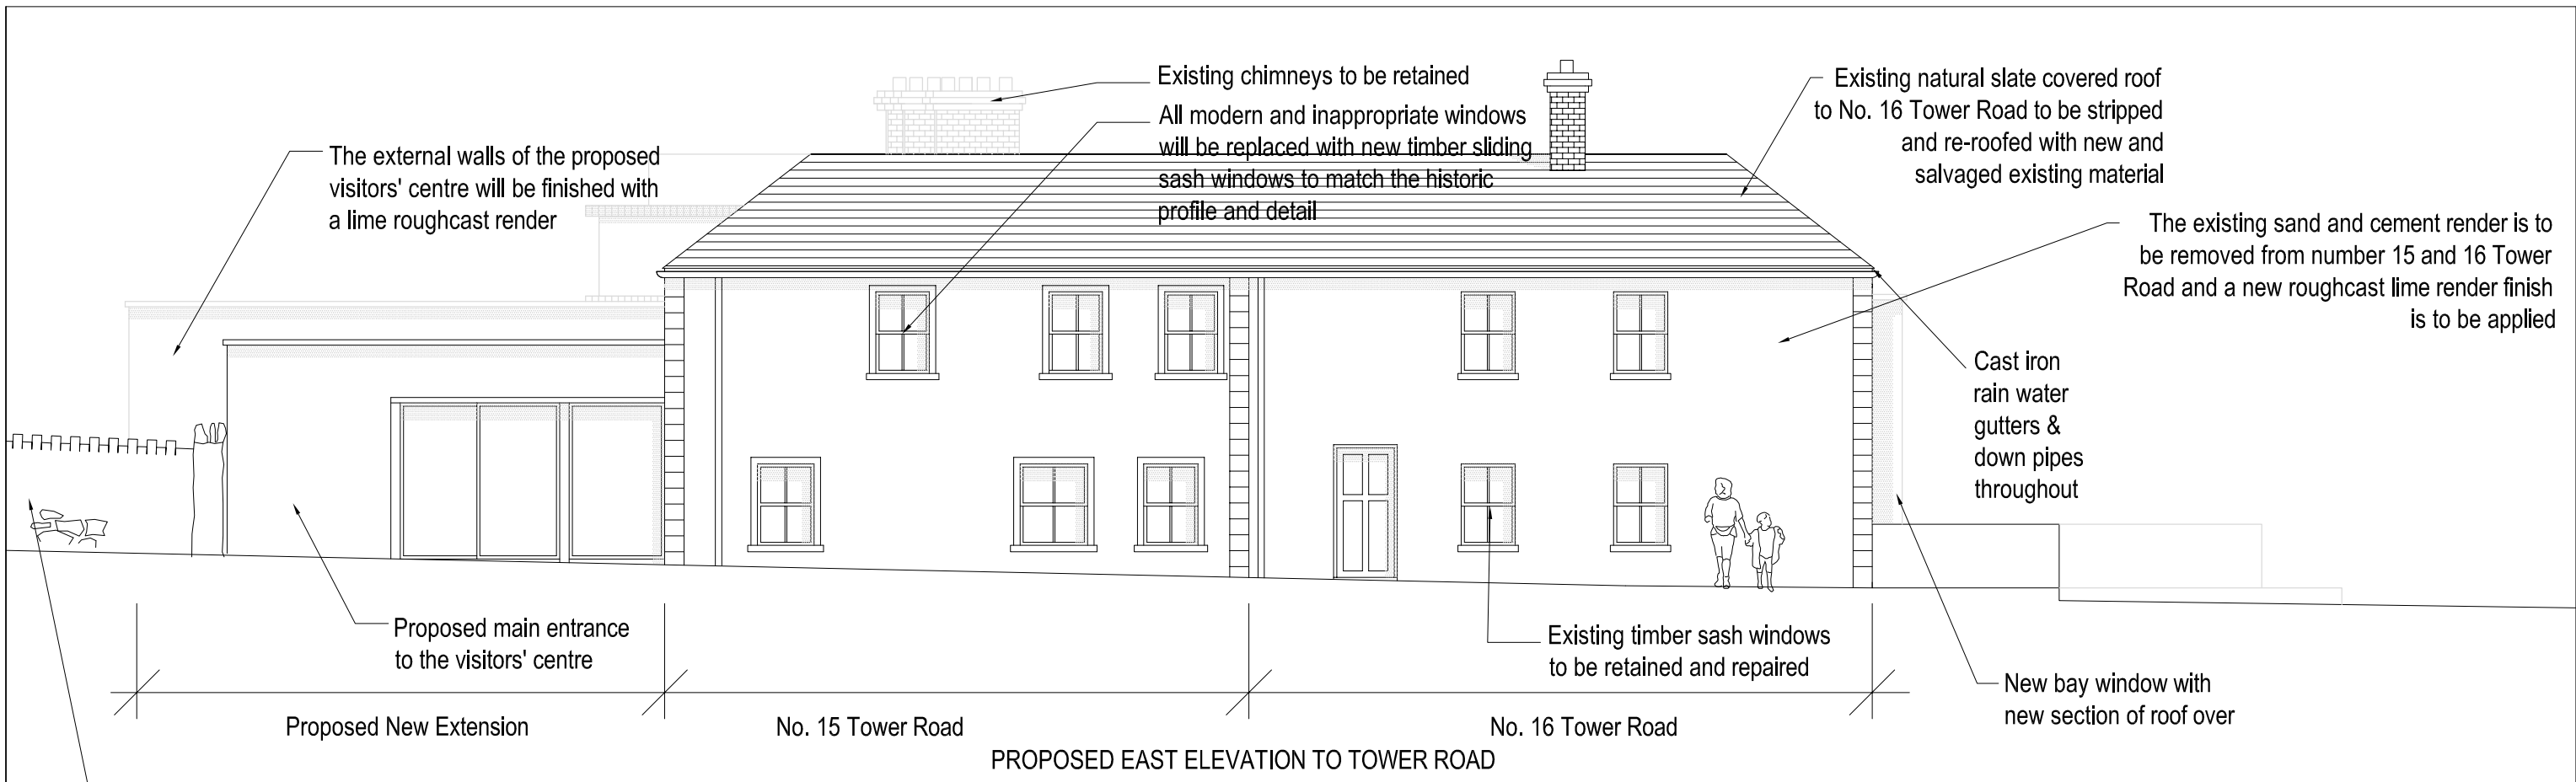 Existing chimneys to be retained
All modern and inappropriate windows
will be replaced with new timber sliding
sash windows to match the historic
profile and detail
Existing natural slate covered roof
to No. 16 Tower Road to be stripped
and re-roofed with new and
salvaged existing material
The external walls of the proposed
visitors' centre will be finished with
a lime roughcast render
The existing sand and cement render is to
be removed from number 15 and 16 Tower
Road and a new roughcast lime render finish
is to be applied
Cast iron
rain water
gutters &
down pipes
throughout
Proposed main entrance
to the visitors' centre
Existing timber sash windows
to be retained and repaired
New bay window with
new section of roof over
Proposed New Extension
No. 15 Tower Road
No. 16 Tower Road
PROPOSED EAST ELEVATION TO TOWER ROAD